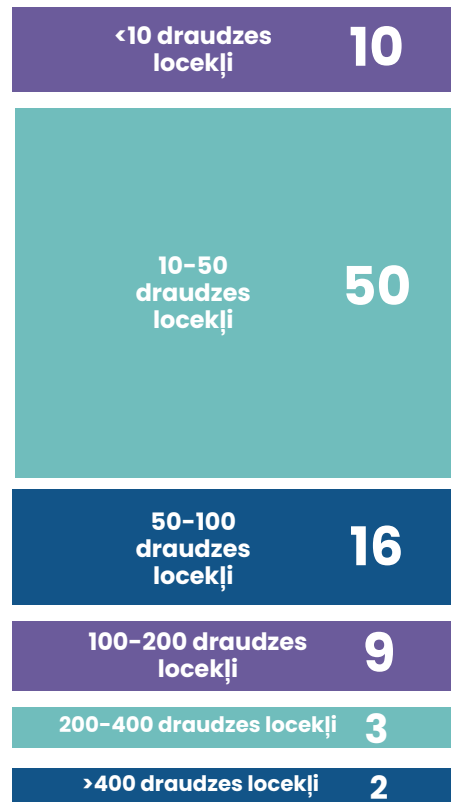 <10 draudzes
locekļi
10
10-50
draudzes
locekļi
50
50-100
draudzes
locekļi
16
100-200 draudzes
locekļi
9
200-400 draudzes locekļi
3
>400 draudzes locekļi
2